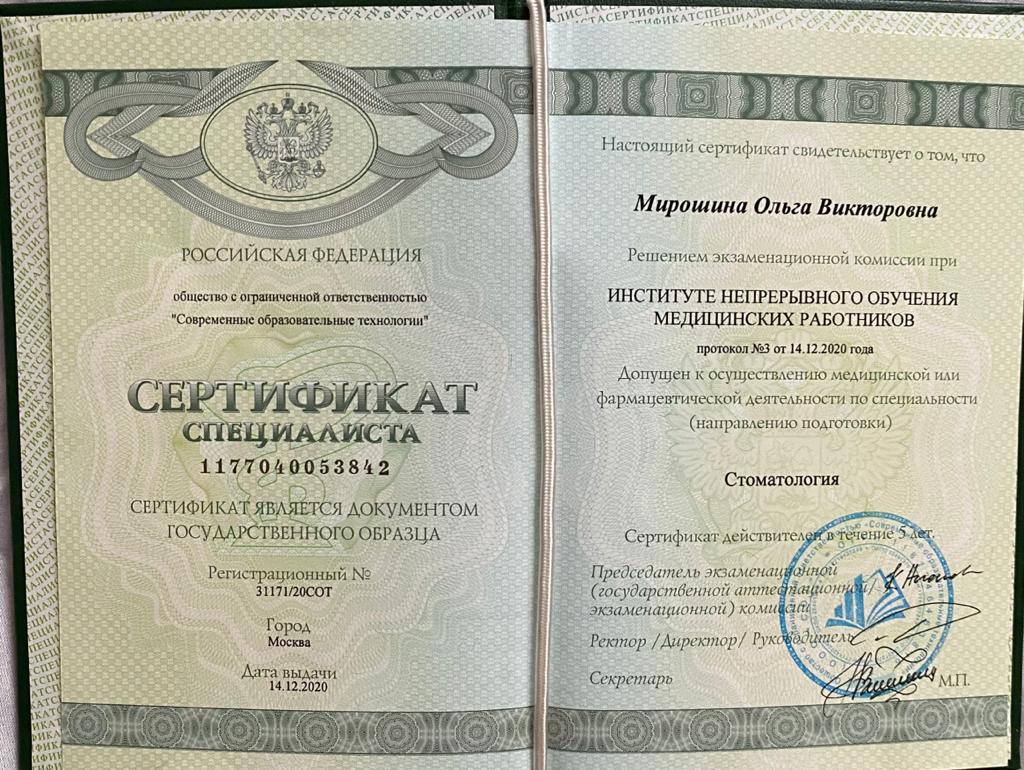 РОССИЙСКАЯ ФЕДЕРАЦИЯ
общество с ограниченной ответственностью
"Современные образовательные технологии"
СЕРТИФИКАТ
СПЕЦИАЛИСТА
1177040053842
СЕРТИФИКАТ ЯВЛЯЕТСЯ ДОКУМЕНТОМ
ГОСУДАРСТВЕННОГО ОБРАЗЦА
Регистрационный №
31171/20СОТ
Город
Москва
Дата выдачи
14.12.2020
Настоящий сертификат свидетельствует о том, что
Мирошина Ольга Викторовна
Решением экзаменационной комиссии при
ИНСТИТУТЕ НЕПРЕРЫВНОГО ОБУЧЕНИЯ
МЕДИЦИНСКИХ РАБОТНИКОВ
протокол №3 от 14.12.2020 года
Допущен к осуществлению медицинской или
фармацевтической деятельности по специальности
(направлению подготовки)
Стоматология
Сертификат действителен в течение 5 лет.
Председатель экзаменационной
(государственной аттестационной/
экзаменационной) комиссии
Ректор /Директор/ Руководитель
Секретарь
М.П.